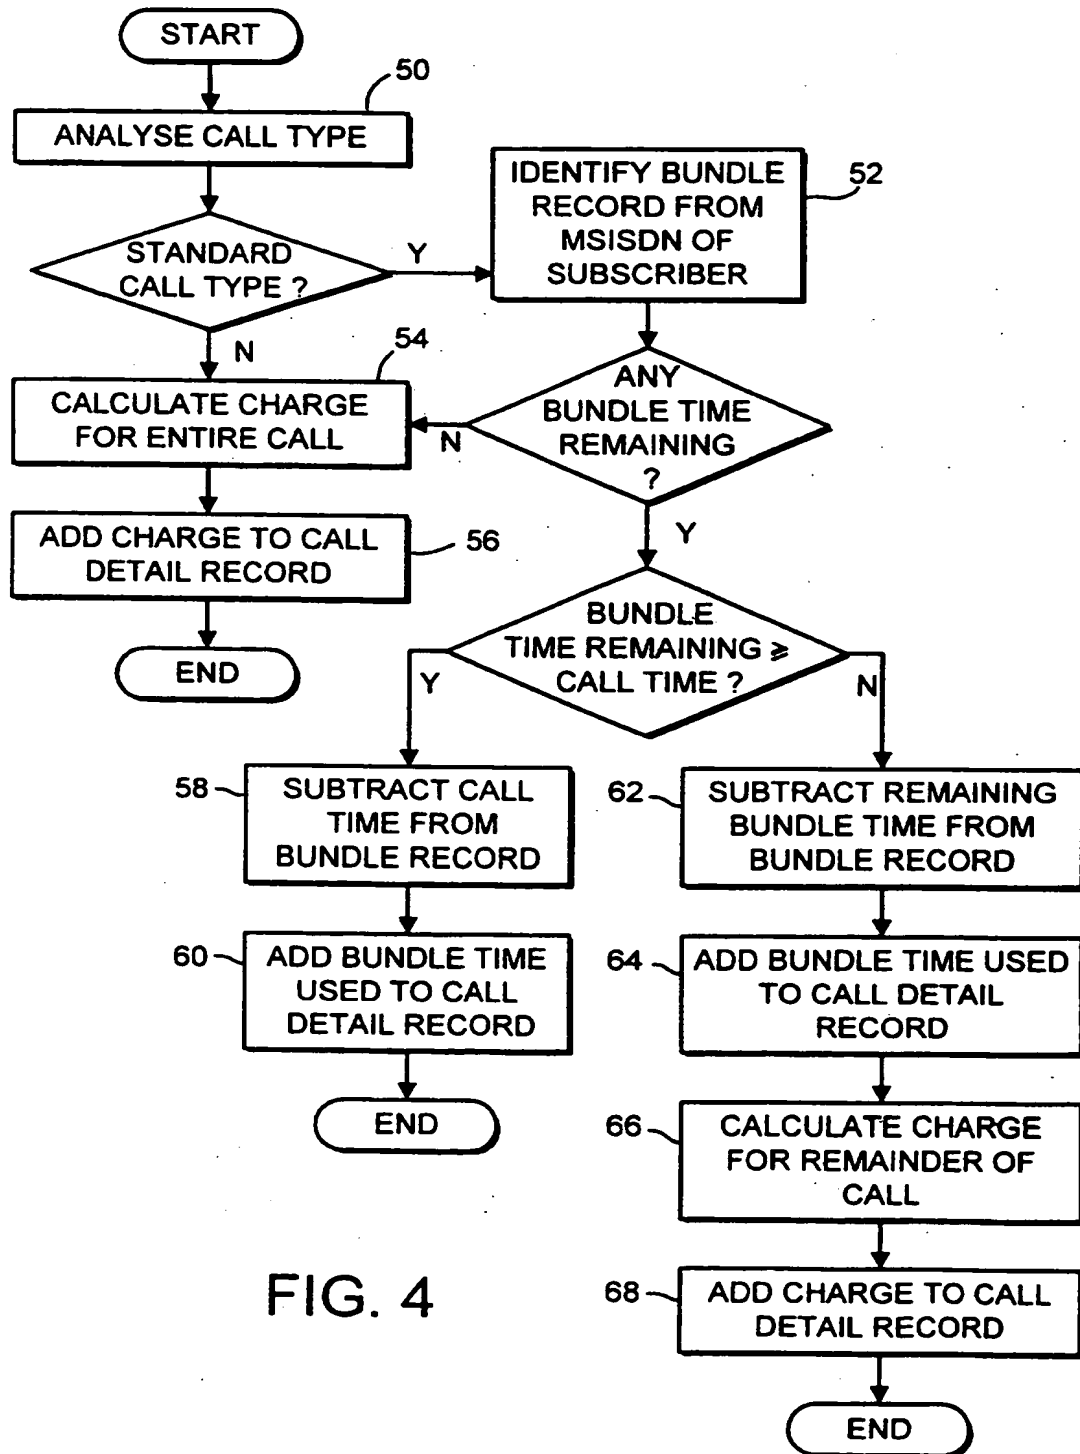 START
50
ANALYSE CALL TYPE
STANDARD
CALL TYPE ?
Y
N
IDENTIFY BUNDLE
RECORD FROM
MSISDN OF
SUBSCRIBER
52
54
CALCULATE CHARGE
FOR ENTIRE CALL
ANY
BUNDLE TIME
REMAINING
?
N
Y
ADD CHARGE TO CALL
DETAIL RECORD
56
END
BUNDLE
TIME REMAINING ⩾
CALL TIME ?
Y
N
58
SUBTRACT CALL
TIME FROM
BUNDLE RECORD
60
ADD BUNDLE TIME
USED TO CALL
DETAIL RECORD
END
62
SUBTRACT REMAINING
BUNDLE TIME FROM
BUNDLE RECORD
64
ADD BUNDLE TIME USED
TO CALL DETAIL
RECORD
66
CALCULATE CHARGE
FOR REMAINDER OF
CALL
68
ADD CHARGE TO CALL
DETAIL RECORD
END
FIG. 4